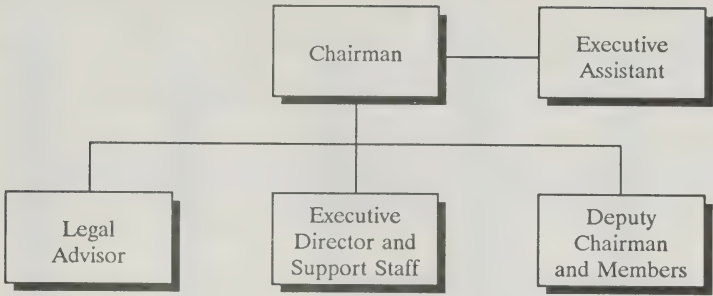 Chairman
Executive
Assistant
Legal
Advisor
Executive
Director and
Support Staff
Deputy
Chairman
and Members